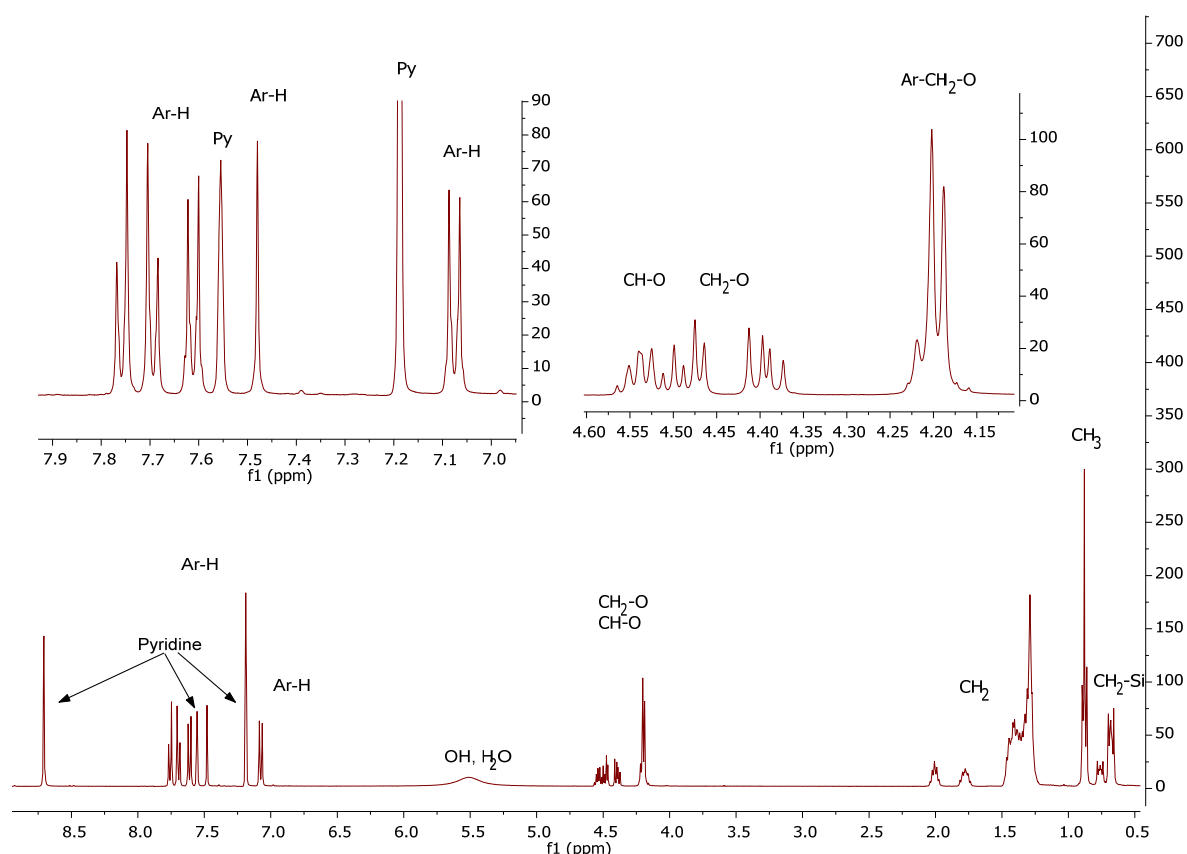 Py
Ar-H
Ar-H
Py
Ar-H
90
80
70
60
50
40
30
20
10
0
7.9 7.8 7.7 7.6 7.5 7.4 7.3 7.2 7.1 7.0
f1 (ppm)
Ar-CH2-O
CH-O
CH2-O
100
80
60
40
20
0
4.60 4.55 4.50 4.45 4.40 4.35 4.30 4.25 4.20 4.15
f1 (ppm)
700
650
600
550
500
450
400
350
300
250
200
150
100
50
0
CH3
Ar-H
CH2-O
CH-O
Pyridine
Ar-H
CH2
CH2-Si
OH, H2O
8.5 8.0 7.5 7.0 6.5 6.0 5.5 5.0 4.5 4.0 3.5 3.0 2.5 2.0 1.5 1.0 0.5
f1 (ppm)